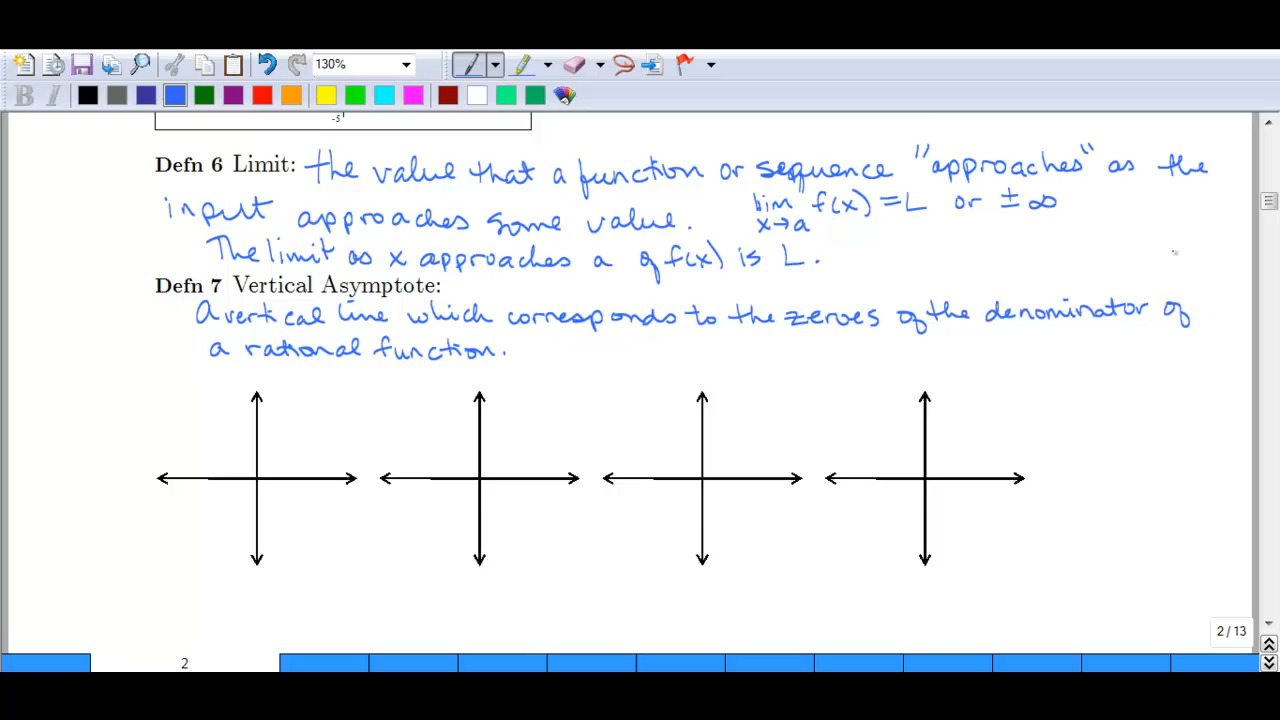 130%
B I
-5
Defn 6 Limit: the value that a function or sequence "approaches" as the
input approaches some value. lim x→a f(x) = L or ± ∞
The limit as x approaches a of f(x) is L.
Defn 7 Vertical Asymptote:
A vertical line which corresponds to the zeroes of the denominator of
a rational function.
2 / 13
2